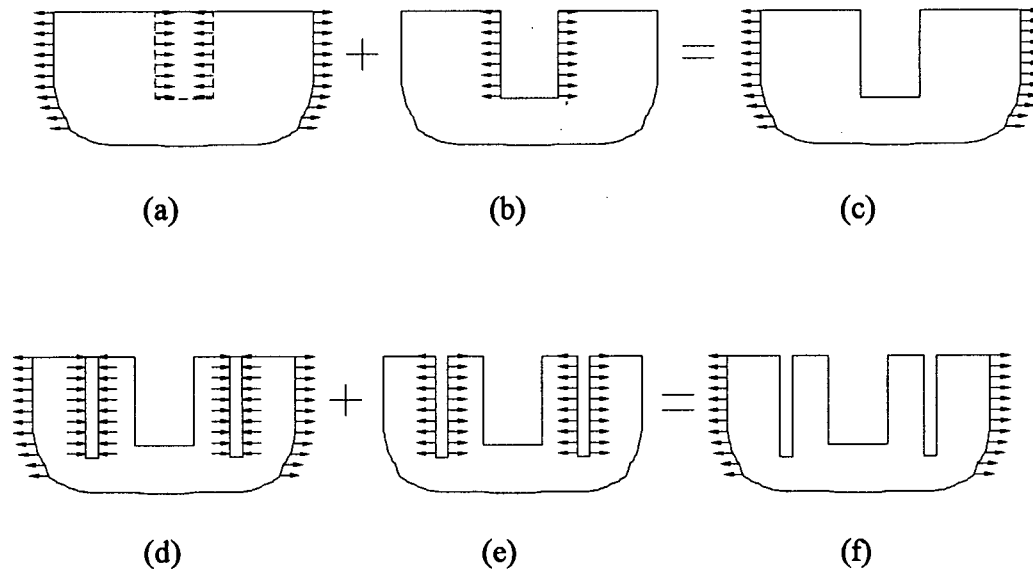 + =
(a) (b) (c)
+ =
(d) (e) (f)